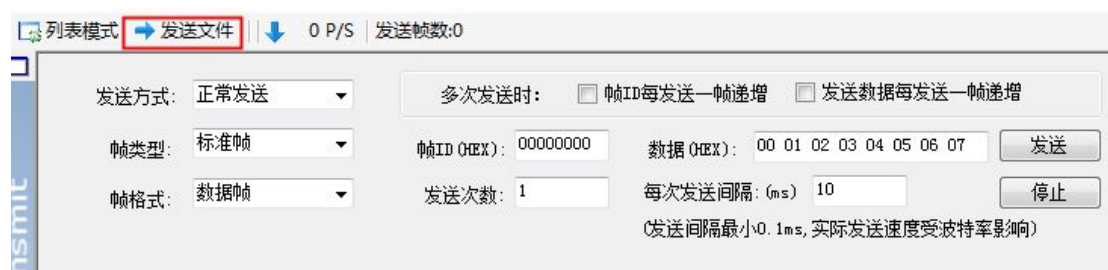 列表模式 发送文件 0 P/S 发送帧数:0
发送方式: 正常发送 多次发送时: 帧ID每发送一帧递增 发送数据每发送一帧递增
帧类型: 标准帧 帧ID(HEX): 00000000 数据(HEX): 00 01 02 03 04 05 06 07 发送
帧格式: 数据帧 发送次数: 1 每次发送间隔:(ms) 10 停止
(发送间隔最小0.1ms,实际发送速度受波特率影响)
nsmit